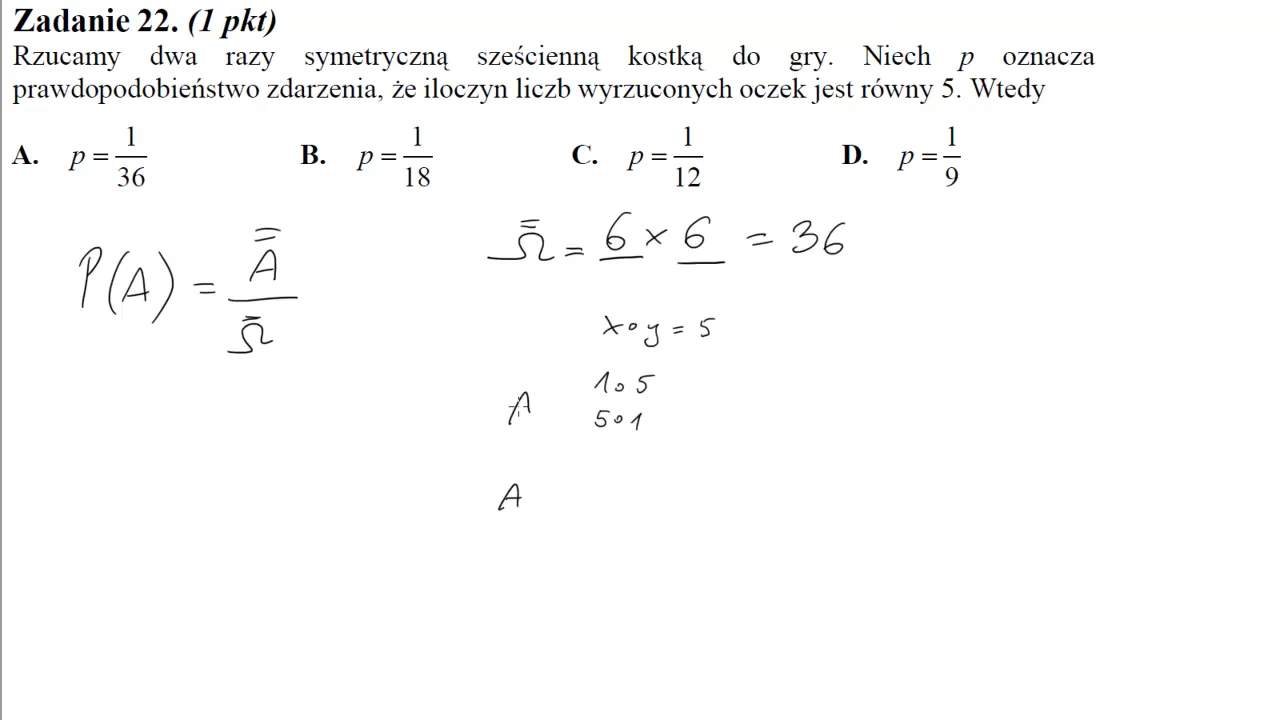 Zadanie 22. (1 pkt)
Rzucamy dwa razy symetryczną sześcienną kostką do gry. Niech p oznacza
prawdopodobieństwo zdarzenia, że iloczyn liczb wyrzuconych oczek jest równy 5. Wtedy
A. p = 1/36 B. p = 1/18 C. p = 1/12 D. p = 1/9
P(A) = A̿/Ω̿ Ω̿ = 6 × 6 = 36
x∘y = 5
A 1∘5
5∘1
A